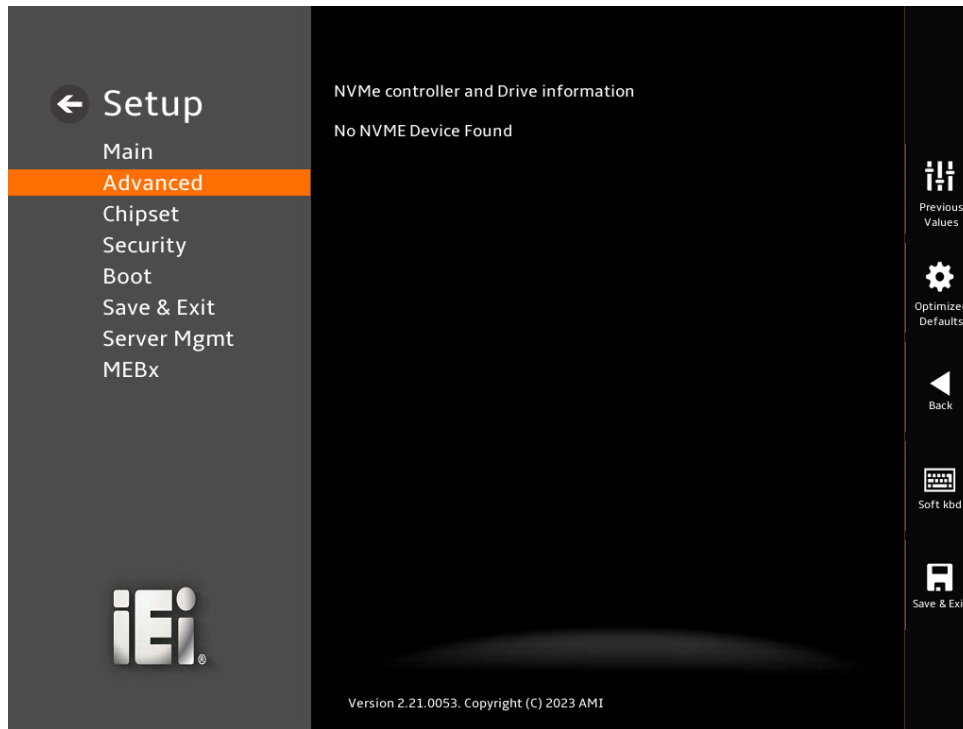 Setup
Main
Advanced
Chipset
Security
Boot
Save & Exit
Server Mgmt
MEBx
iEi®
NVMe controller and Drive information
No NVME Device Found
Version 2.21.0053. Copyright (C) 2023 AMI
Previous
Values
Optimize
Defaults
Back
Soft kbd
Save & Exi